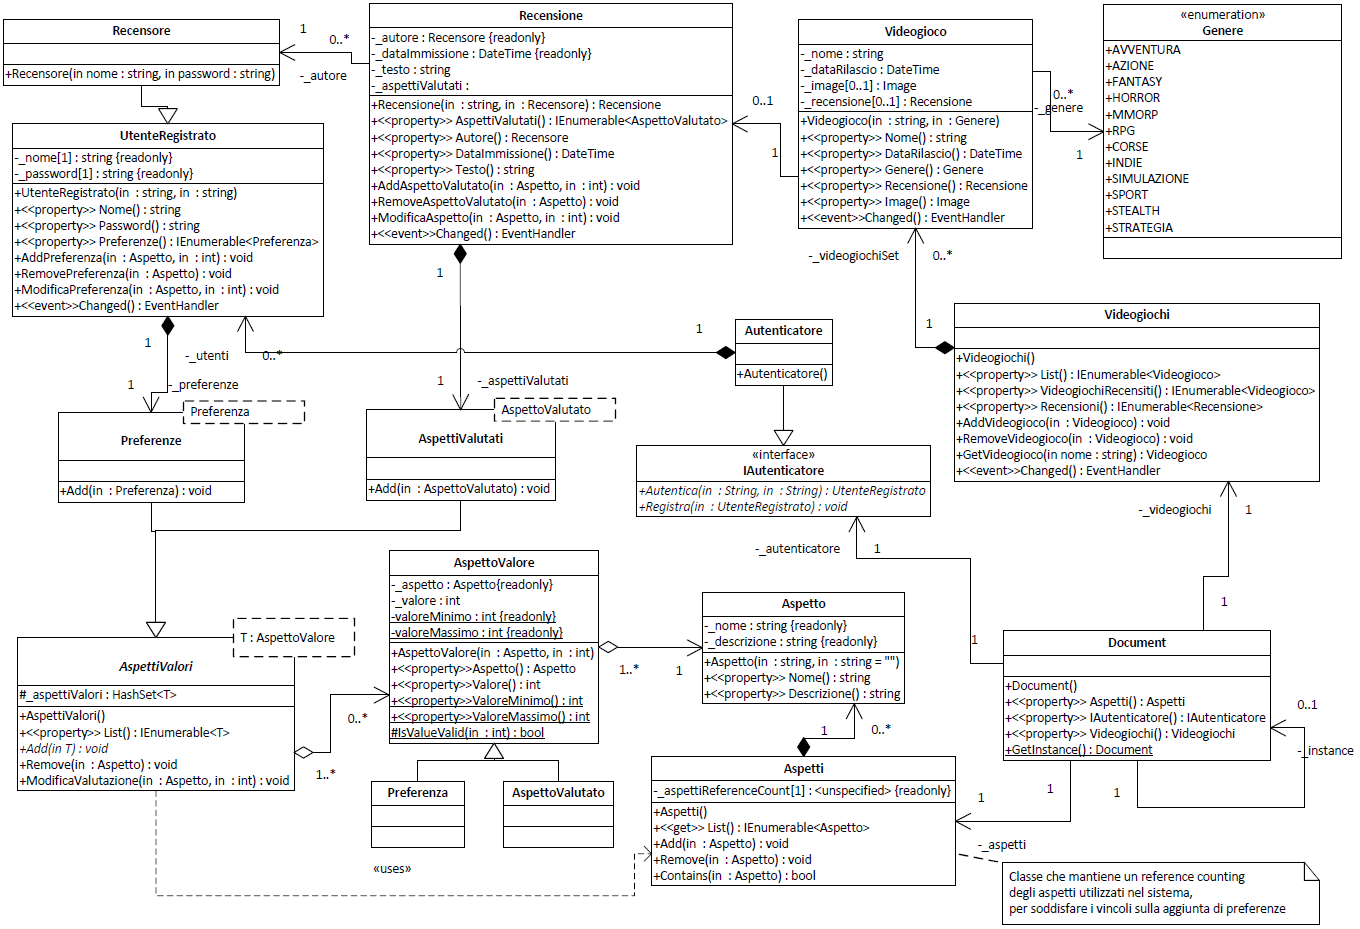 Recensore
+Recensore(in nome : string, in password : string)
1
0..*
-_autore
Recensione
-_autore : Recensore {readonly}
-_dataImmissione : DateTime {readonly}
-_testo : string
-_aspettiValutati :
+Recensione(in : string, in : Recensore) : Recensione
+<<property>> AspettiValutati() : IEnumerable<AspettoValutato>
+<<property>> Autore() : Recensore
+<<property>> DataImmissione() : DateTime
+<<property>> Testo() : string
+AddAspettoValutato(in : Aspetto, in : int) : void
+RemoveAspettoValutato(in : Aspetto) : void
+ModificaAspetto(in : Aspetto, in : int) : void
+<<event>>Changed() : EventHandler
0..1
1
Videogioco
-_nome : string
-_dataRilascio : DateTime
-_image[0..1] : Image
-_recensione[0..1] : Recensione
+Videogioco(in : string, in : Genere)
+<<property>> Nome() : string
+<<property>> DataRilascio() : DateTime
+<<property>> Genere() : Genere
+<<property>> Recensione() : Recensione
+<<property>> Image() : Image
+<<event>>Changed() : EventHandler
0..*
-_genere
1
«enumeration»
Genere
+AVVENTURA
+AZIONE
+FANTASY
+HORROR
+MMORP
+RPG
+CORSE
+INDIE
+SIMULAZIONE
+SPORT
+STEALTH
+STRATEGIA
UtenteRegistrato
-_nome[1] : string {readonly}
-_password[1] : string {readonly}
+UtenteRegistrato(in : string, in : string)
+<<property>> Nome() : string
+<<property>> Password() : string
+<<property>> Preferenze() : IEnumerable<Preferenza>
+AddPreferenza(in : Aspetto, in : int) : void
+RemovePreferenza(in : Aspetto) : void
+ModificaPreferenza(in : Aspetto, in : int) : void
+<<event>>Changed() : EventHandler
1
-_utenti
0..*
1
-_preferenze
1
1
-_aspettiValutati
1
Autenticatore
+Autenticatore()
-_videogiochiSet
0..*
1
Videogiochi
+Videogiochi()
+<<property>> List() : IEnumerable<Videogioco>
+<<property>> VideogiochiRecensiti() : IEnumerable<Videogioco>
+<<property>> Recensioni() : IEnumerable<Recensione>
+AddVideogioco(in : Videogioco) : void
+RemoveVideogioco(in : Videogioco) : void
+GetVideogioco(in nome : string) : Videogioco
+<<event>>Changed() : EventHandler
Preferenza
Preferenze
+Add(in : Preferenza) : void
AspettoValutato
AspettiValutati
+Add(in : AspettoValutato) : void
«interface»
IAutenticatore
+Autentica(in : String, in : String) : UtenteRegistrato
+Registra(in : UtenteRegistrato) : void
-_autenticatore
1
1
-_videogiochi
1
1
T : AspettoValore
AspettiValori
#_aspettiValori : HashSet<T>
+AspettiValori()
+<<property>> List() : IEnumerable<T>
+Add(in T) : void
+Remove(in : Aspetto) : void
+ModificaValutazione(in : Aspetto, in : int) : void
0..*
1..*
AspettoValore
-_aspetto : Aspetto{readonly}
-_valore : int
-valoreMinimo : int {readonly}
-valoreMassimo : int {readonly}
+AspettoValore(in : Aspetto, in : int)
+<<property>>Aspetto() : Aspetto
+<<property>>Valore() : int
+<<property>>ValoreMinimo() : int
+<<property>>ValoreMassimo() : int
#IsValueValid(in : int) : bool
1..*
1
Aspetto
-_nome : string {readonly}
-_descrizione : string {readonly}
+Aspetto(in : string, in : string = "")
+<<property>> Nome() : string
+<<property>> Descrizione() : string
1
0..*
Document
+Document()
+<<property>> Aspetti() : Aspetti
+<<property>> IAutenticatore() : IAutenticatore
+<<property>> Videogiochi() : Videogiochi
+GetInstance() : Document
0..1
-_instance
1
1
1
-_aspetti
Preferenza
AspettoValutato
Aspetti
-_aspettiReferenceCount[1] : <unspecified> {readonly}
+Aspetti()
+<<get>> List() : IEnumerable<Aspetto>
+Add(in : Aspetto) : void
+Remove(in : Aspetto) : void
+Contains(in : Aspetto) : bool
«uses»
Classe che mantiene un reference counting
degli aspetti utilizzati nel sistema,
per soddisfare i vincoli sulla aggiunta di preferenze